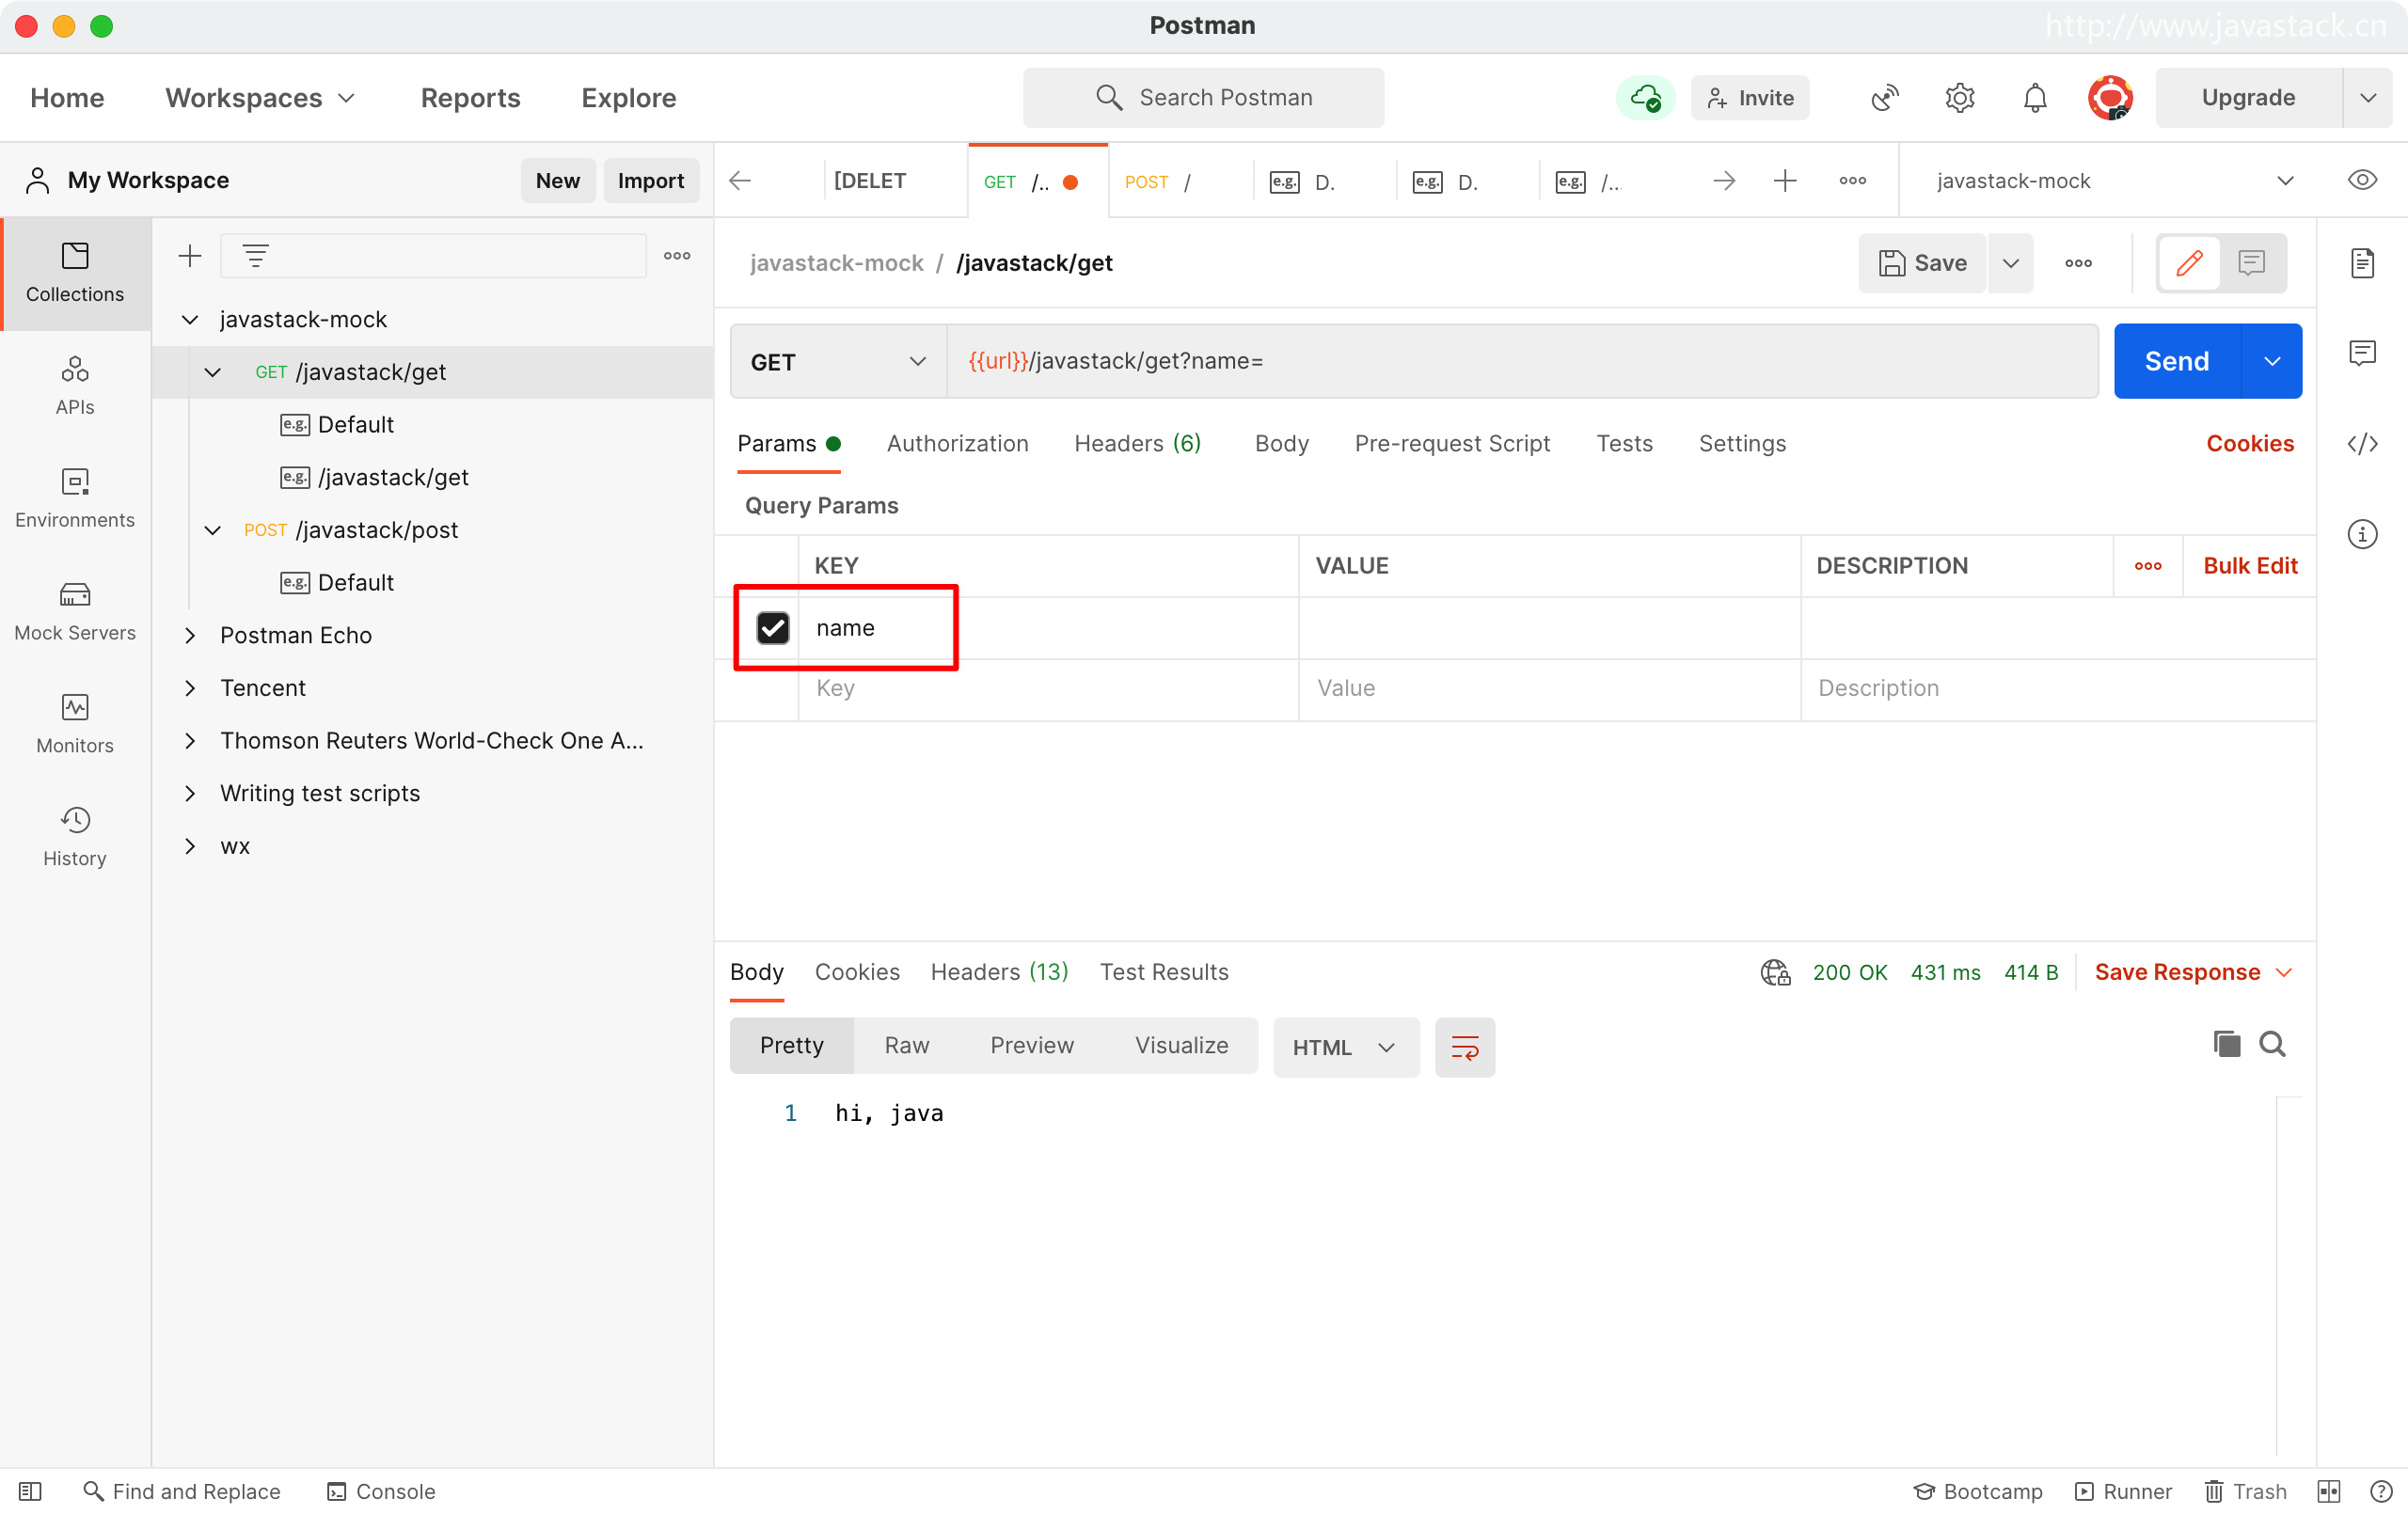 Postman
http://www.javastack.cn
Home Workspaces Reports Explore Search Postman Invite Upgrade
My Workspace New Import
[DELET GET /.. POST / e.g. D. e.g. D. e.g. /... javastack-mock
Collections
APIs
Environments
Mock Servers
Monitors
History
javastack-mock
GET /javastack/get
e.g. Default
e.g. /javastack/get
POST /javastack/post
e.g. Default
Postman Echo
Tencent
Thomson Reuters World-Check One A...
Writing test scripts
wx
javastack-mock / /javastack/get Save
GET {{url}}/javastack/get?name= Send
Params Authorization Headers (6) Body Pre-request Script Tests Settings Cookies
Query Params
KEY VALUE DESCRIPTION Bulk Edit
name
Key Value Description
Body Cookies Headers (13) Test Results 200 OK 431 ms 414 B Save Response
Pretty Raw Preview Visualize HTML
1 hi, java
Find and Replace Console Bootcamp Runner Trash